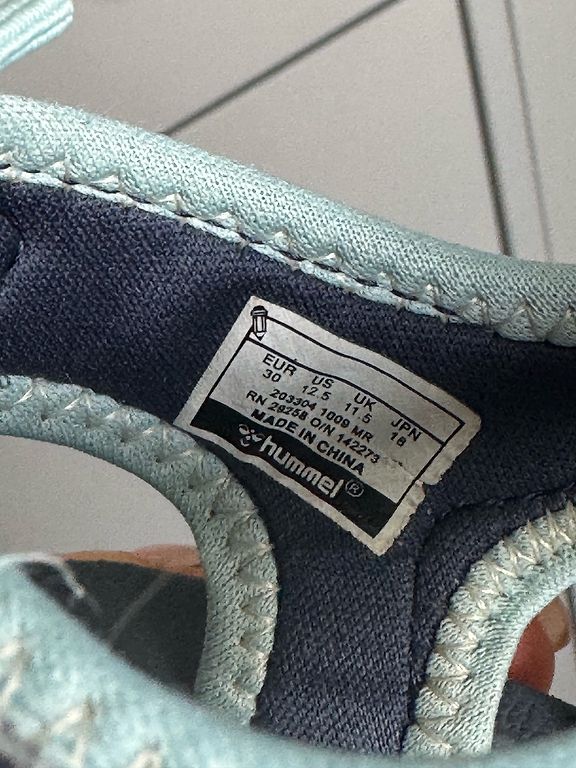 EUR US UK JPN
30 12.5 11.5 18
203304 1009 MR
RN 29258 O/N 142273
MADE IN CHINA
hummel®